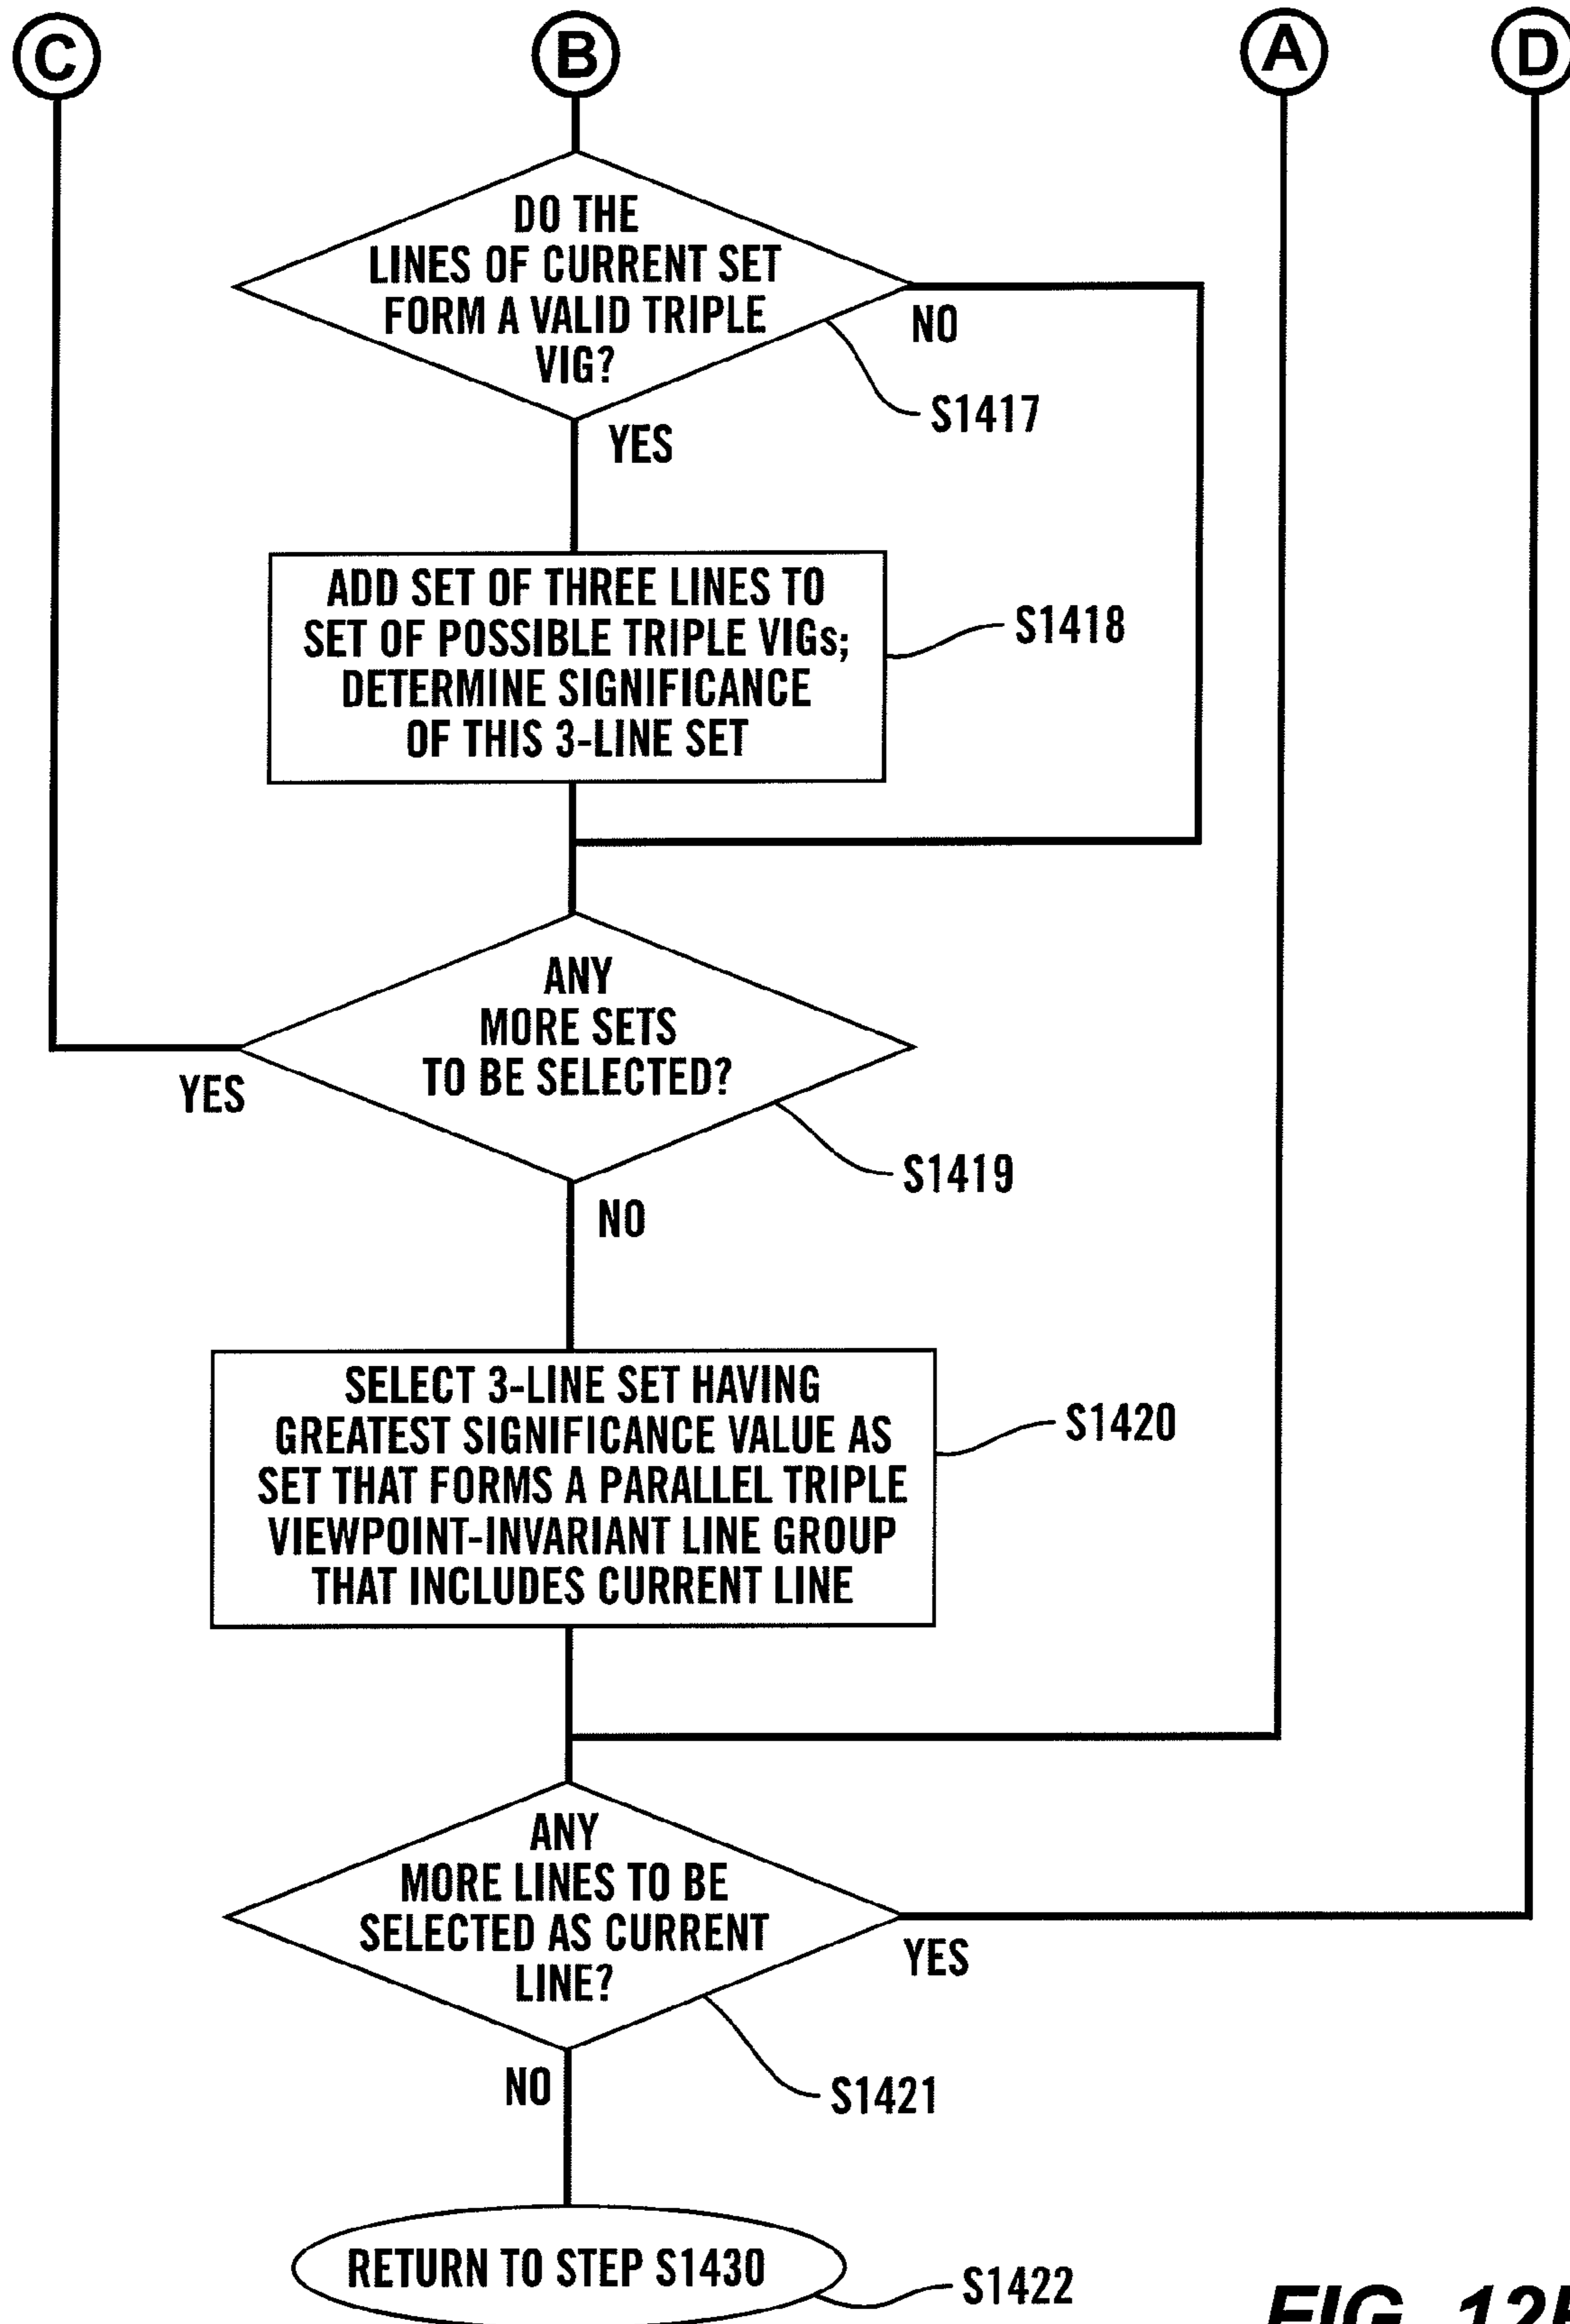 C
B
A
D
DO THE
LINES OF CURRENT SET
FORM A VALID TRIPLE
VIG?
NO
S1417
YES
ADD SET OF THREE LINES TO
SET OF POSSIBLE TRIPLE VIGs;
DETERMINE SIGNIFICANCE
OF THIS 3-LINE SET
S1418
ANY
MORE SETS
TO BE SELECTED?
YES
S1419
NO
SELECT 3-LINE SET HAVING
GREATEST SIGNIFICANCE VALUE AS
SET THAT FORMS A PARALLEL TRIPLE
VIEWPOINT-INVARIANT LINE GROUP
THAT INCLUDES CURRENT LINE
S1420
ANY
MORE LINES TO BE
SELECTED AS CURRENT
LINE?
YES
NO
S1421
RETURN TO STEP S1430
S1422
FIG.